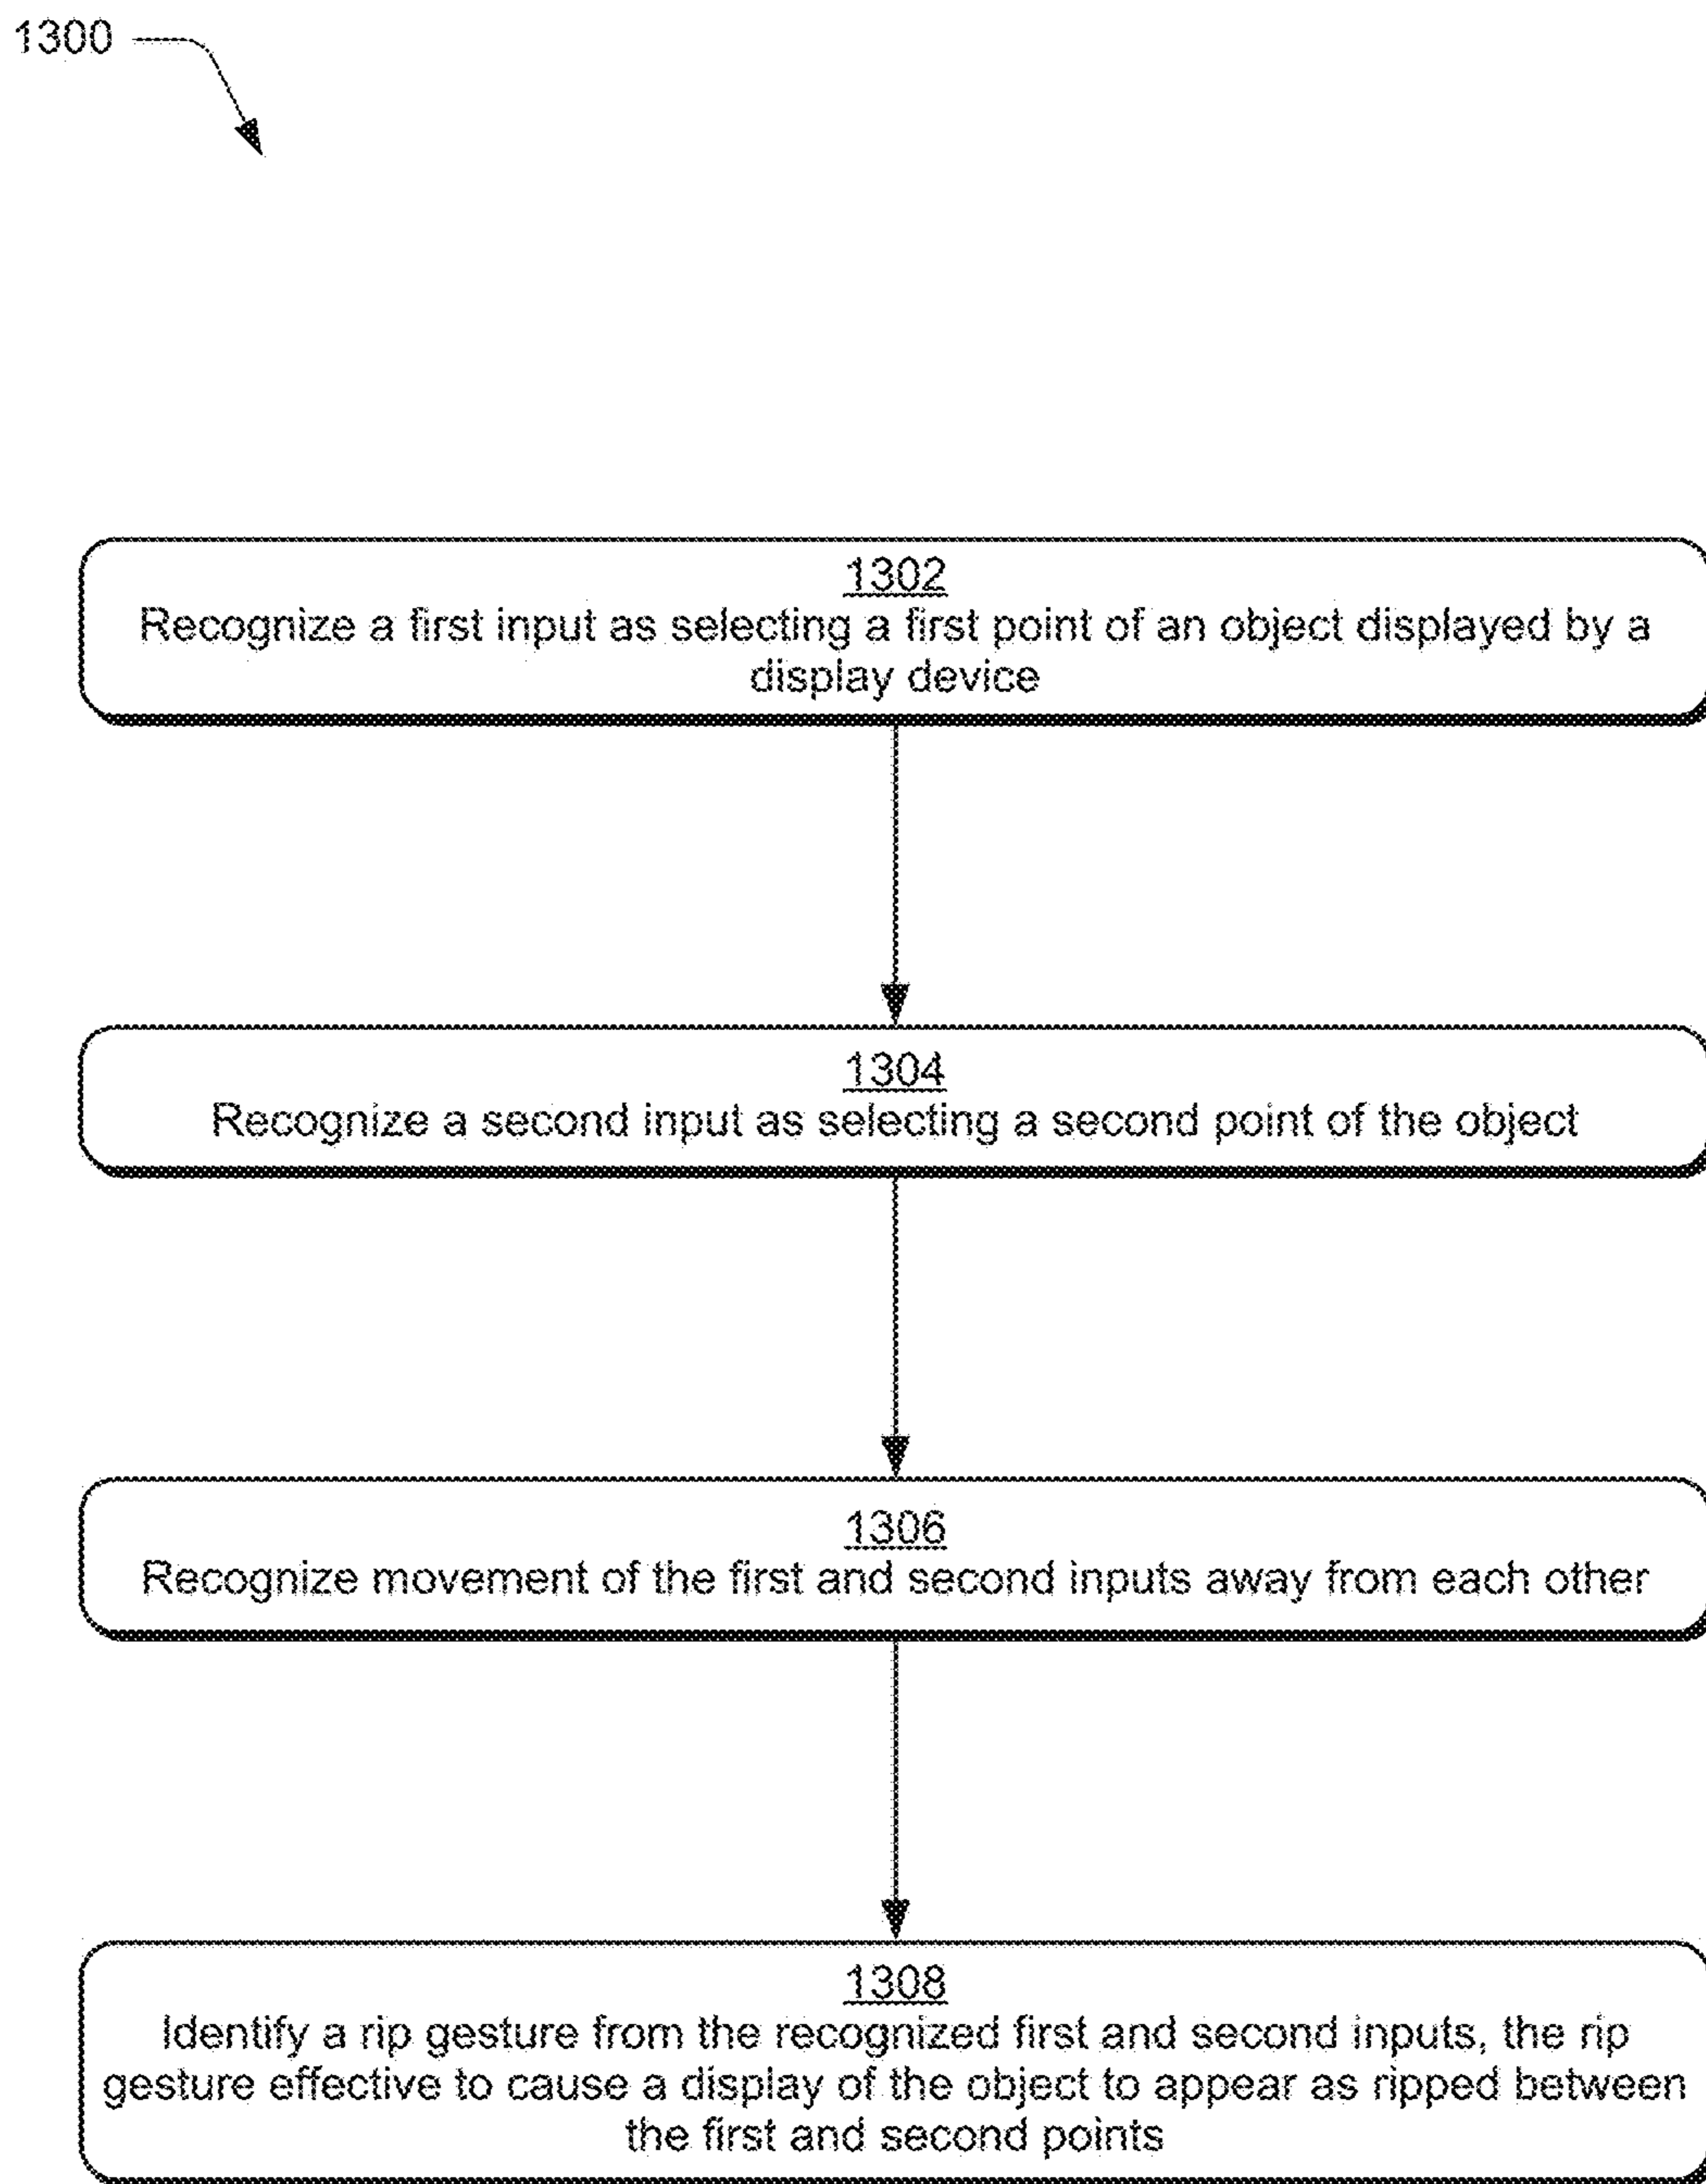 1300
1302
Recognize a first input as selecting a first point of an object displayed by a
display device
1304
Recognize a second input as selecting a second point of the object
1306
Recognize movement of the first and second inputs away from each other
1308
Identify a rip gesture from the recognized first and second inputs, the rip
gesture effective to cause a display of the object to appear as ripped between
the first and second points